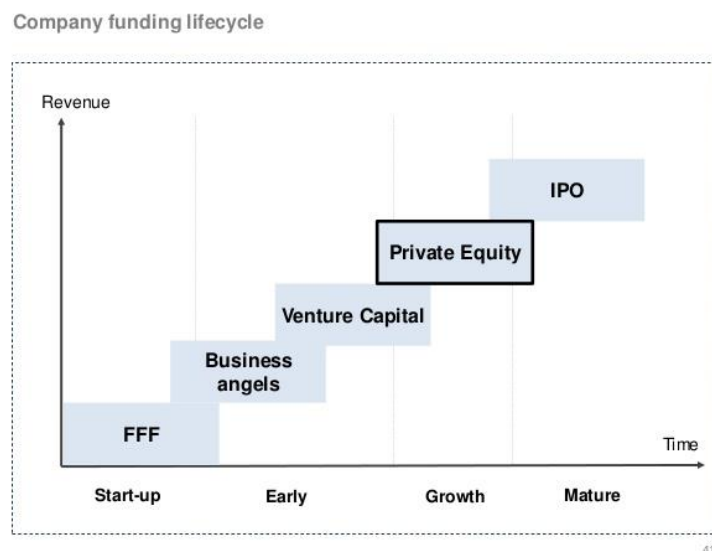 Company funding lifecycle
Revenue
IPO
Private Equity
Venture Capital
Business
angels
FFF
Time
Start-up
Early
Growth
Mature